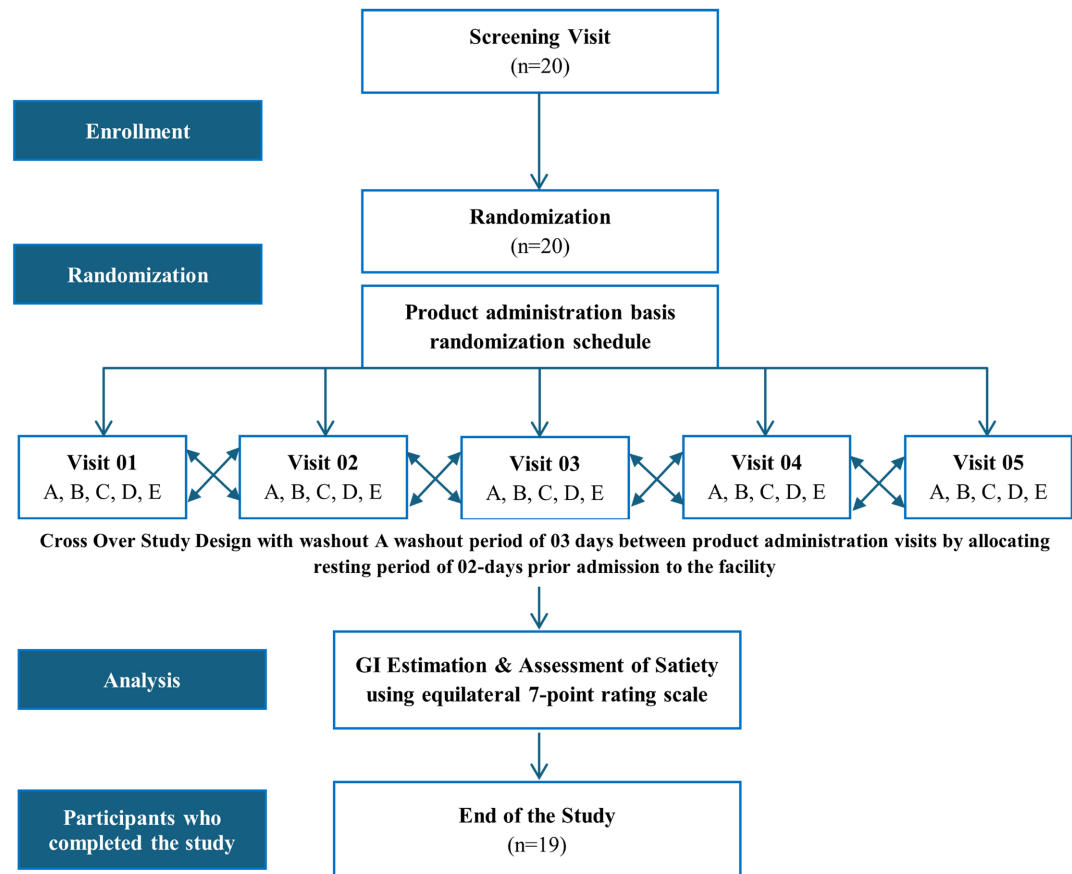 Screening Visit
(n=20)
Enrollment
Randomization
(n=20)
Randomization
Product administration basis
randomization schedule
Visit 01
A, B, C, D, E
Visit 02
A, B, C, D, E
Visit 03
A, B, C, D, E
Visit 04
A, B, C, D, E
Visit 05
A, B, C, D, E
Cross Over Study Design with washout A washout period of 03 days between product administration visits by allocating
resting period of 02-days prior admission to the facility
Analysis
GI Estimation & Assessment of Satiety
using equilateral 7-point rating scale
Participants who
completed the study
End of the Study
(n=19)